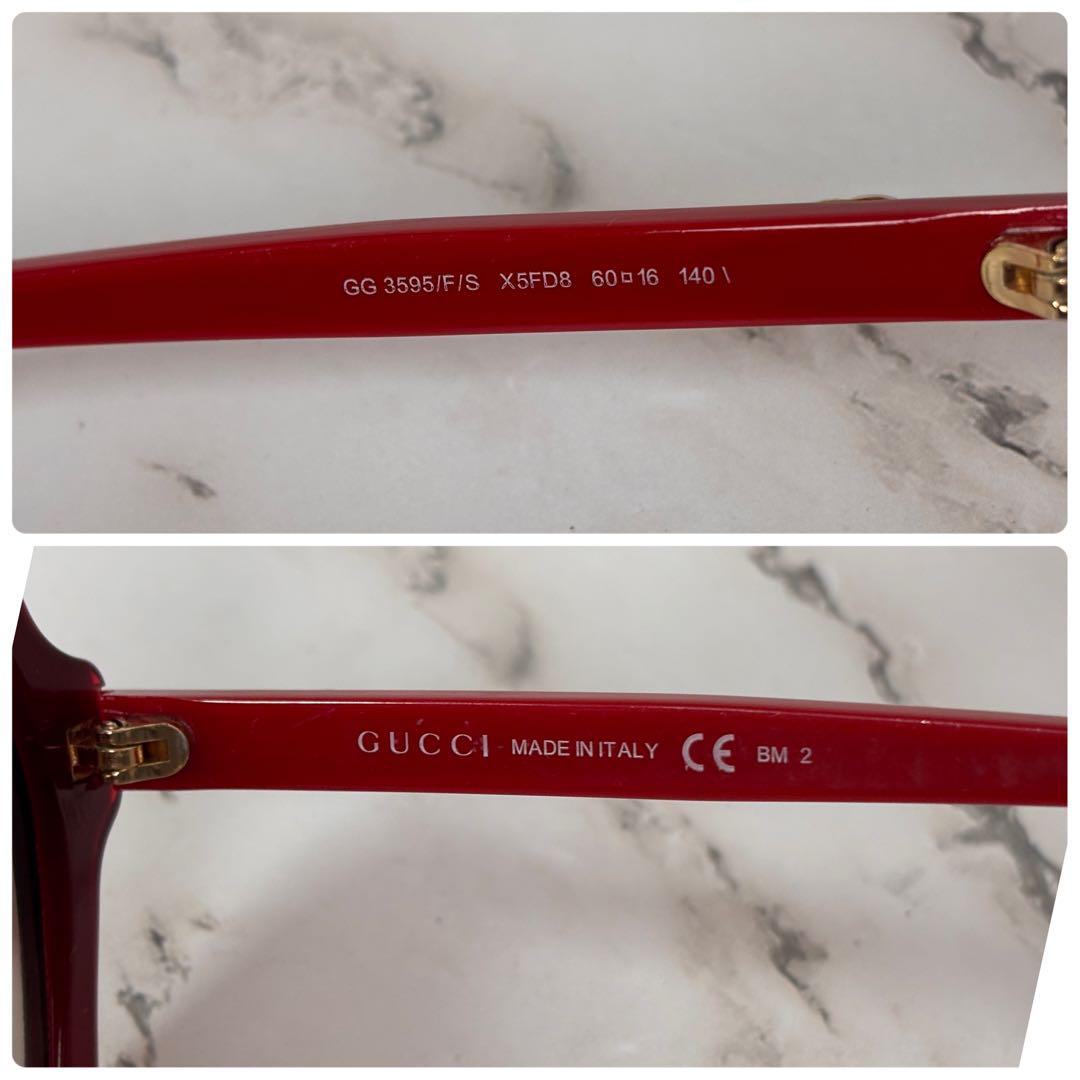 GG 3595/F/S X5FD8 60□16 140 \
GUCCI MADE IN ITALY CE BM 2